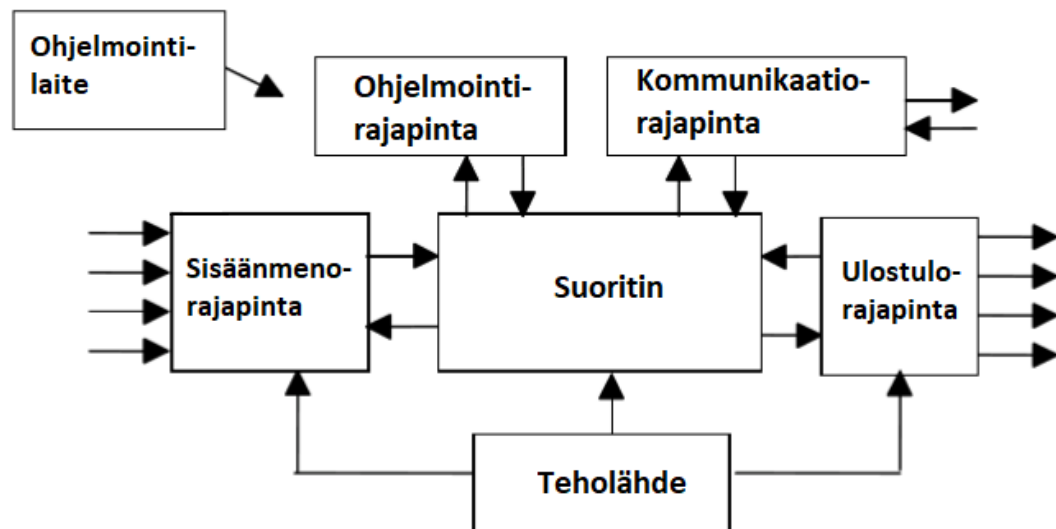 Ohjelmointi-
laite
Ohjelmointi-
rajapinta
Kommunikaatio-
rajapinta
Sisäänmeno-
rajapinta
Suoritin
Ulostulo-
rajapinta
Teholähde